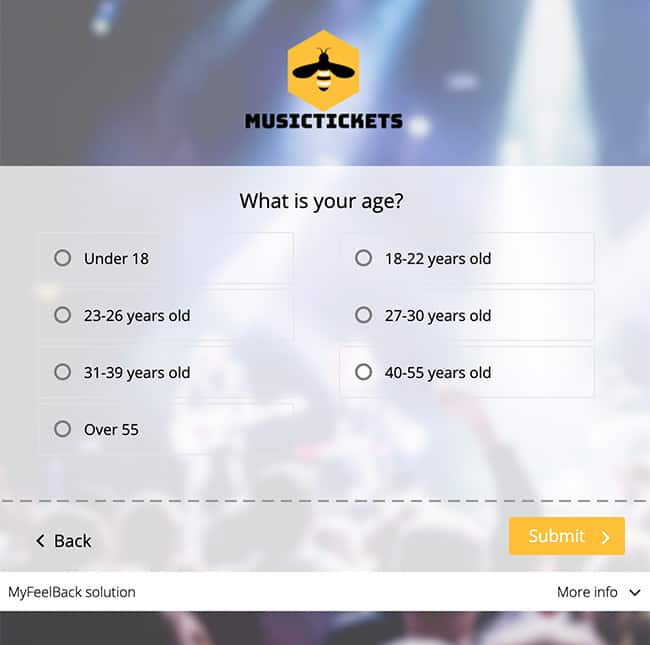 MUSICTICKETS
What is your age?
Under 18
18-22 years old
23-26 years old
27-30 years old
31-39 years old
40-55 years old
Over 55
Back
Submit
MyFeelBack solution
More info